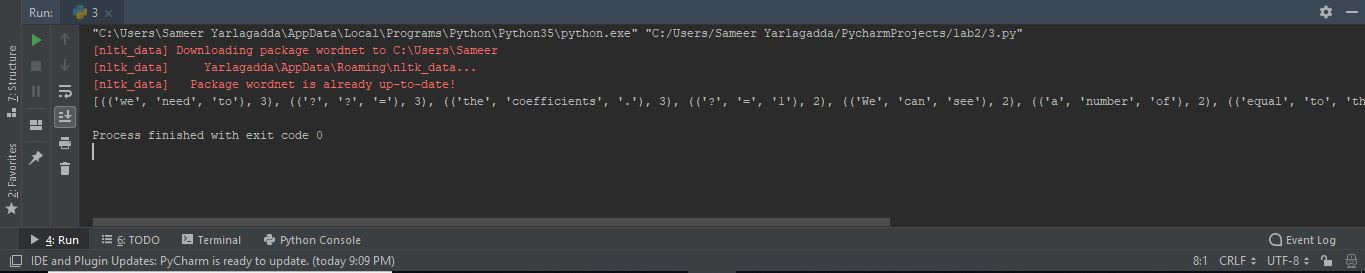 Run: 3 ×
"C:\Users\Sameer Yarlagadda\AppData\Local\Programs\Python\Python35\python.exe" "C:/Users/Sameer Yarlagadda/PycharmProjects/lab2/3.py"
[nltk_data] Downloading package wordnet to C:\Users\Sameer
[nltk_data]     Yarlagadda\AppData\Roaming\nltk_data...
[nltk_data]   Package wordnet is already up-to-date!
[(('we', 'need', 'to'), 3), (('?', '?', '='), 3), (('the', 'coefficients', '.'), 3), (('?', '=', 'l'), 2), (('We', 'can', 'see'), 2), (('a', 'number', 'of'), 2), (('equal', 'to', 'th
Process finished with exit code 0
7: Structure
2: Favorites
4: Run 6: TODO Terminal Python Console Event Log
IDE and Plugin Updates: PyCharm is ready to update. (today 9:09 PM) 8:1 CRLF UTF-8